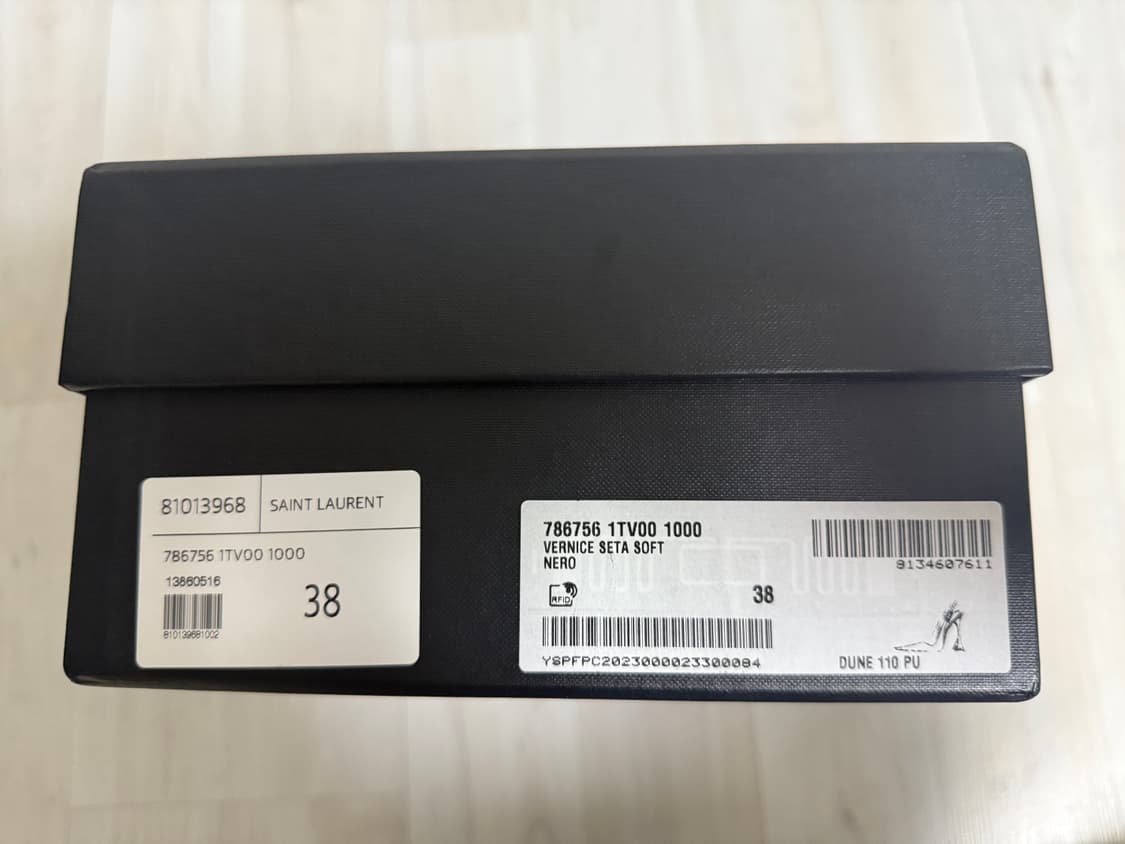 81013968 SAINT LAURENT
786756 1TV00 1000
13860516
38
810139681002
786756 1TV00 1000
VERNICE SETA SOFT
NERO
8134607611
RFID
38
YSPFPC2023000023300084
DUNE 110 PU